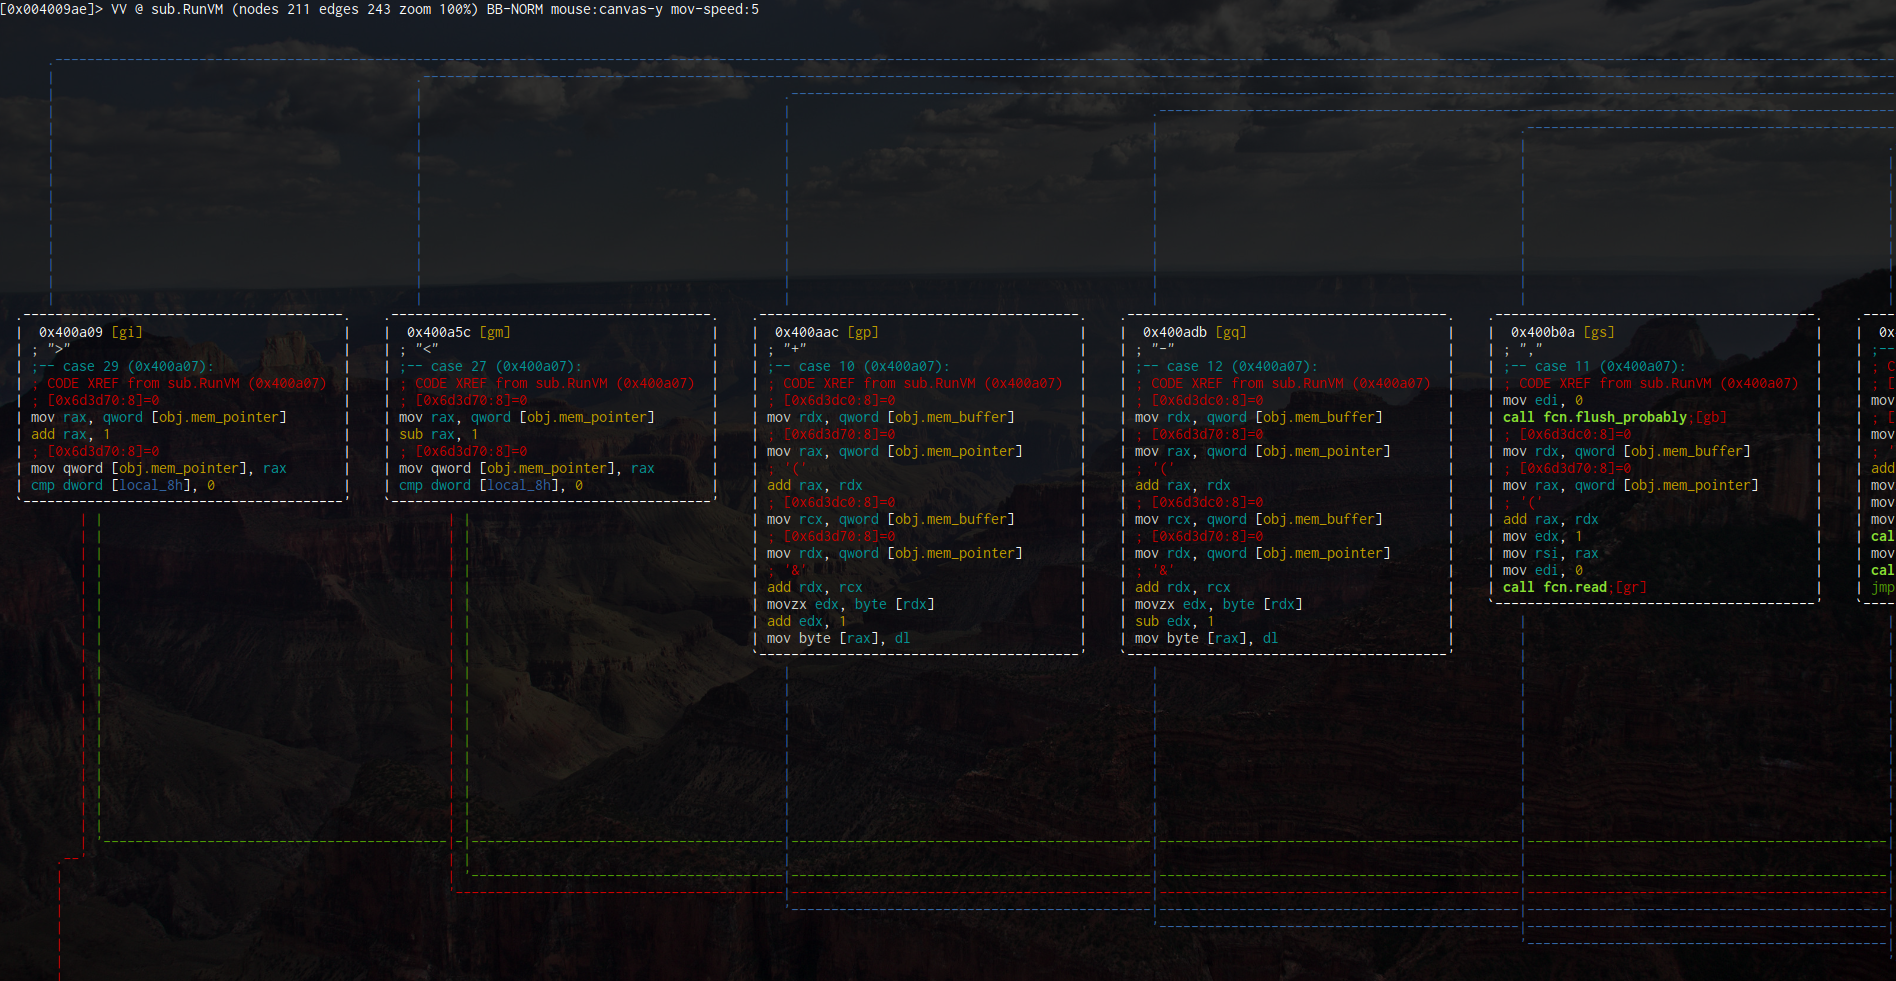 [0x004009ae]> VV @ sub.RunVM (nodes 211 edges 243 zoom 100%) BB-NORM mouse:canvas-y mov-speed:5
0x400a09 [gi]
; ">"
;-- case 29 (0x400a07):
; CODE XREF from sub.RunVM (0x400a07)
; [0x6d3d70:8]=0
mov rax, qword [obj.mem_pointer]
add rax, 1
; [0x6d3d70:8]=0
mov qword [obj.mem_pointer], rax
cmp dword [local_8h], 0
0x400a5c [gm]
; "<"
;-- case 27 (0x400a07):
; CODE XREF from sub.RunVM (0x400a07)
; [0x6d3d70:8]=0
mov rax, qword [obj.mem_pointer]
sub rax, 1
; [0x6d3d70:8]=0
mov qword [obj.mem_pointer], rax
cmp dword [local_8h], 0
0x400aac [gp]
; "+"
;-- case 10 (0x400a07):
; CODE XREF from sub.RunVM (0x400a07)
; [0x6d3dc0:8]=0
mov rdx, qword [obj.mem_buffer]
; [0x6d3d70:8]=0
mov rax, qword [obj.mem_pointer]
; '('
add rax, rdx
; [0x6d3dc0:8]=0
mov rcx, qword [obj.mem_buffer]
; [0x6d3d70:8]=0
mov rdx, qword [obj.mem_pointer]
; '&'
add rdx, rcx
movzx edx, byte [rdx]
add edx, 1
mov byte [rax], dl
0x400adb [gq]
; "-"
;-- case 12 (0x400a07):
; CODE XREF from sub.RunVM (0x400a07)
; [0x6d3dc0:8]=0
mov rdx, qword [obj.mem_buffer]
; [0x6d3d70:8]=0
mov rax, qword [obj.mem_pointer]
; '('
add rax, rdx
; [0x6d3dc0:8]=0
mov rcx, qword [obj.mem_buffer]
; [0x6d3d70:8]=0
mov rdx, qword [obj.mem_pointer]
; '&'
add rdx, rcx
movzx edx, byte [rdx]
sub edx, 1
mov byte [rax], dl
0x400b0a [gs]
; ","
;-- case 11 (0x400a07):
; CODE XREF from sub.RunVM (0x400a07)
mov edi, 0
call fcn.flush_probably;[gb]
; [0x6d3dc0:8]=0
mov rdx, qword [obj.mem_buffer]
; [0x6d3d70:8]=0
mov rax, qword [obj.mem_pointer]
; '('
add rax, rdx
mov edx, 1
mov rsi, rax
mov edi, 0
call fcn.read;[gr]
0x
;--
; C
; [
mov
; [
mov
; '
add
mov
mov
mov
cal
mov
cal
jmp